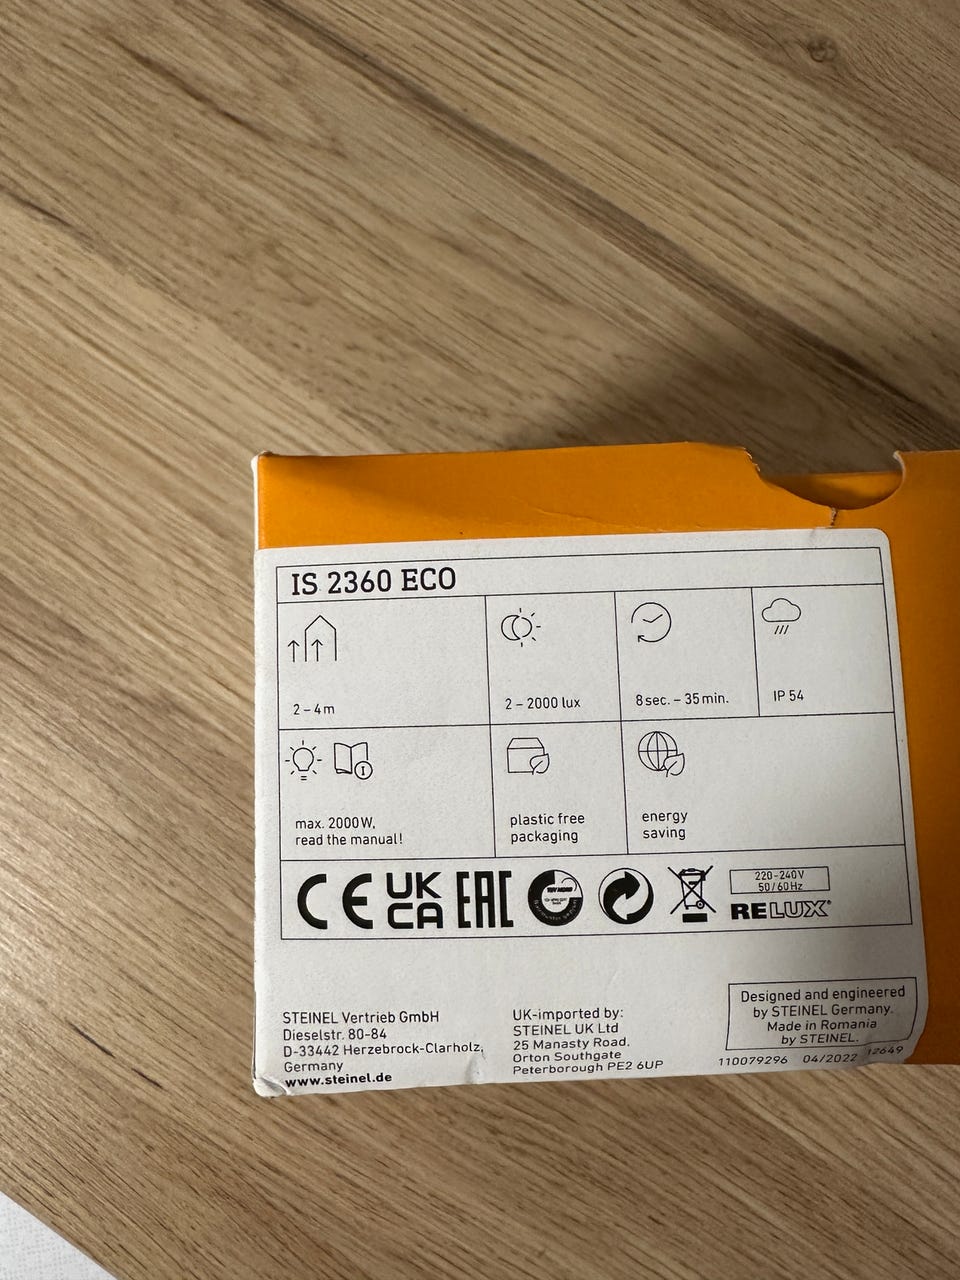 IS 2360 ECO
2 – 4 m
2 – 2000 lux
8 sec. – 35 min.
IP 54
max. 2000 W,
read the manual!
plastic free
packaging
energy
saving
CE
UK
CA
EAC
220-240V
50/60Hz
RELUX®
STEINEL Vertrieb GmbH
Dieselstr. 80-84
D-33442 Herzebrock-Clarholz,
Germany
www.steinel.de
UK-imported by:
STEINEL UK Ltd
25 Manasty Road,
Orton Southgate
Peterborough PE2 6UP
Designed and engineered
by STEINEL Germany.
Made in Romania
by STEINEL.
110079296 04/2022 12649